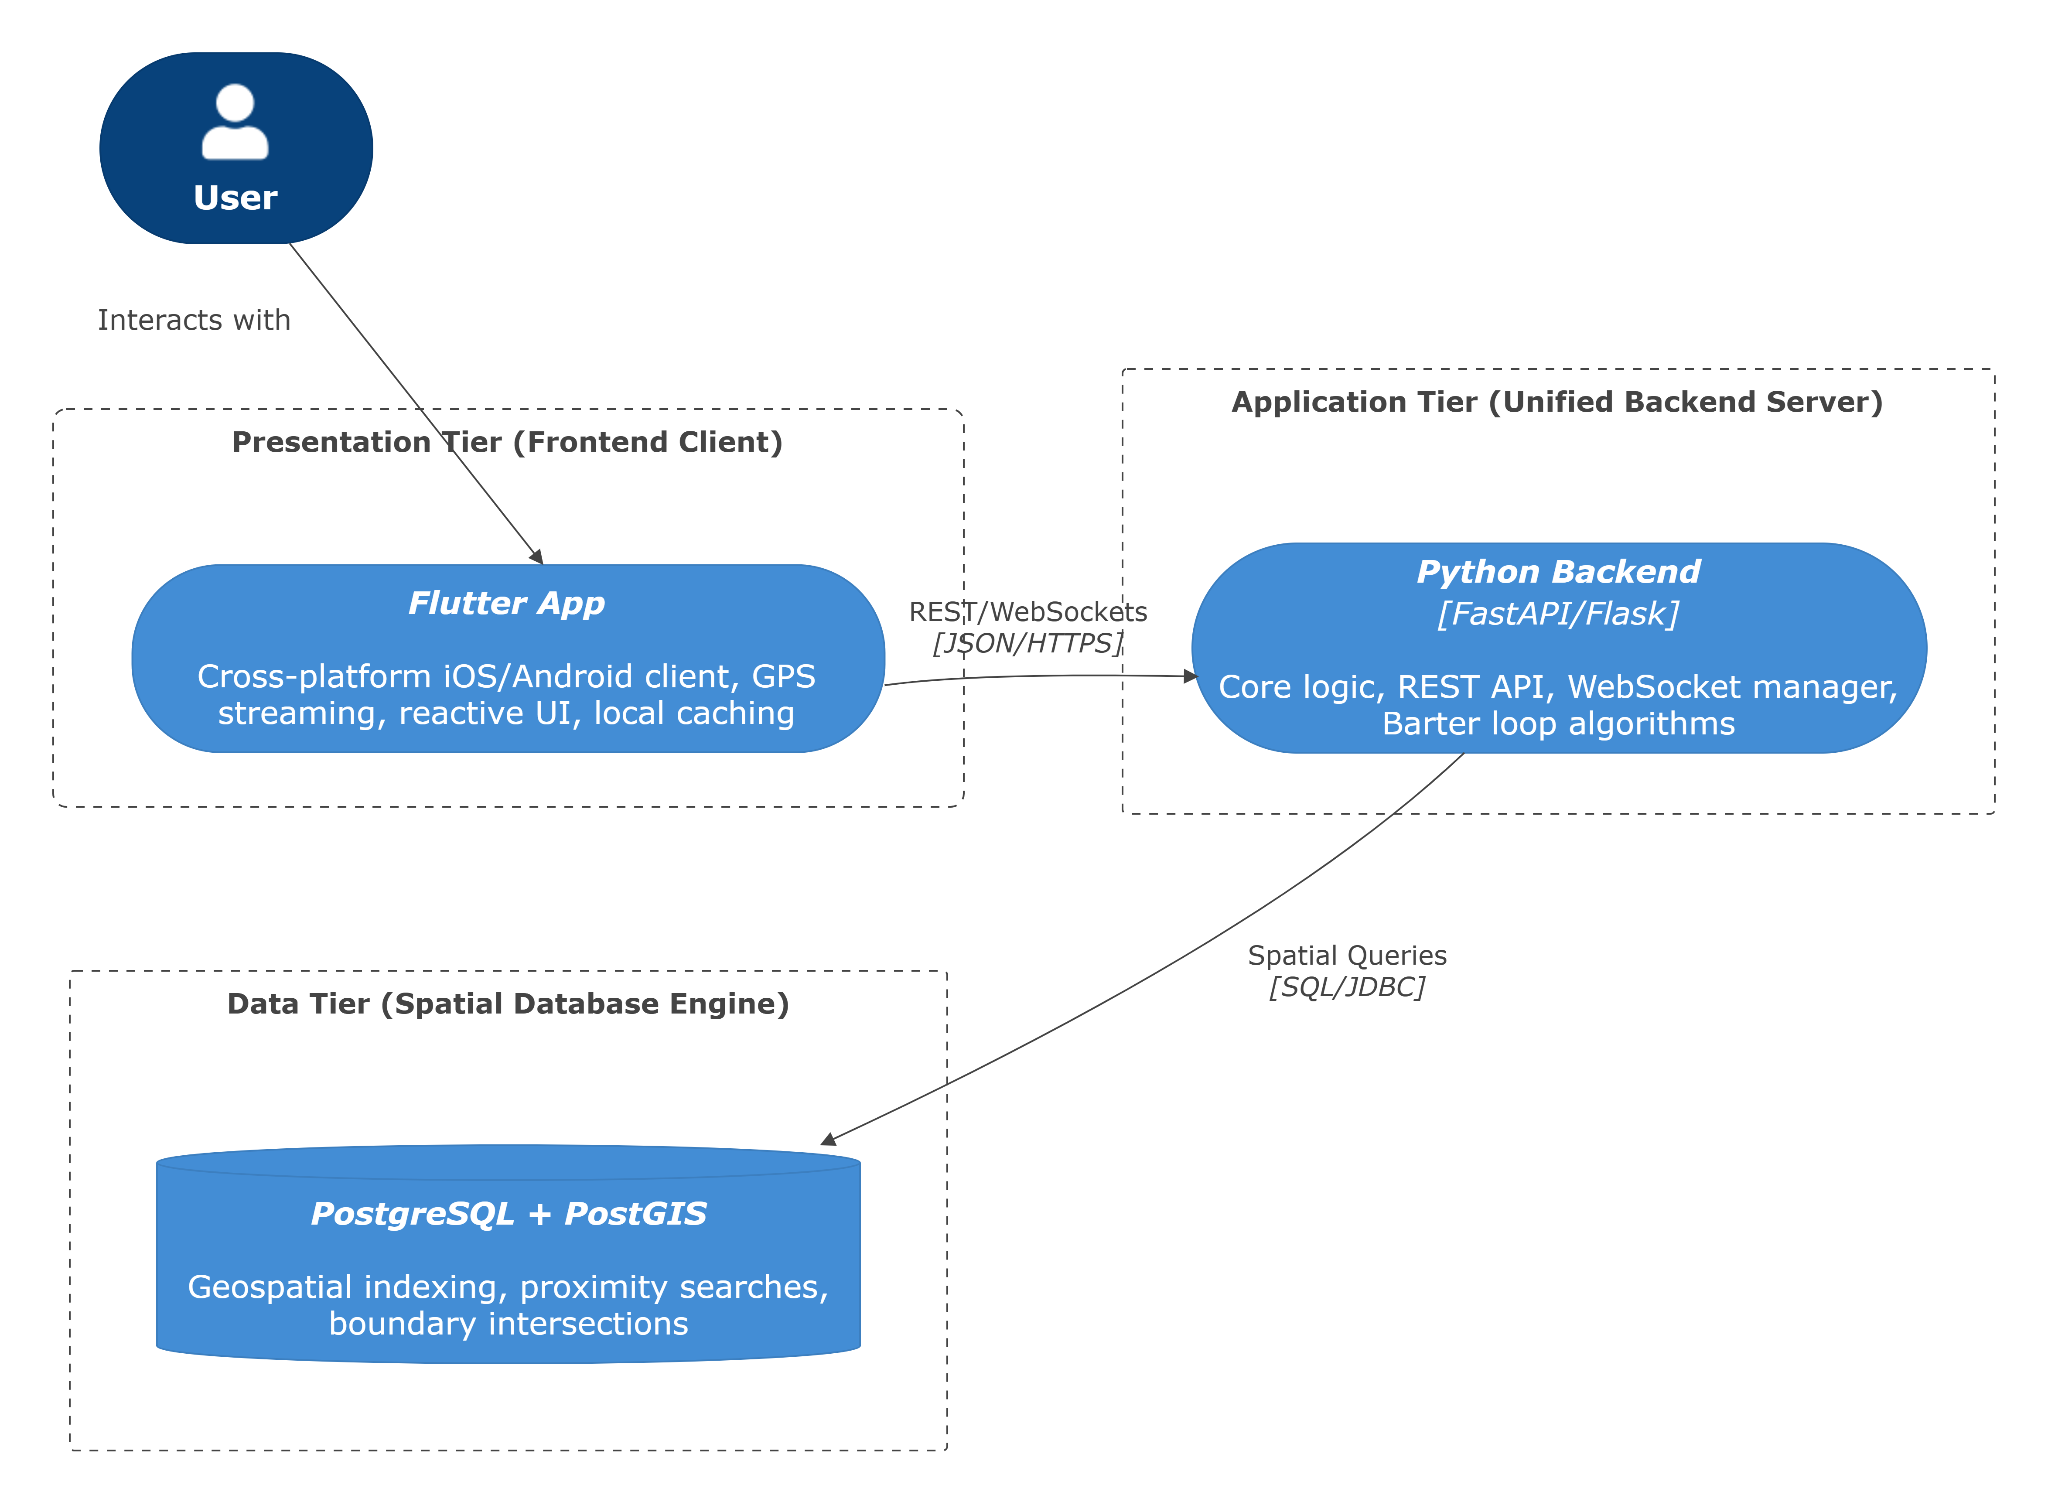 User
Interacts with
Presentation Tier (Frontend Client)
Flutter App
Cross-platform iOS/Android client, GPS
streaming, reactive UI, local caching
REST/WebSockets
[JSON/HTTPS]
Application Tier (Unified Backend Server)
Python Backend
[FastAPI/Flask]
Core logic, REST API, WebSocket manager,
Barter loop algorithms
Spatial Queries
[SQL/JDBC]
Data Tier (Spatial Database Engine)
PostgreSQL + PostGIS
Geospatial indexing, proximity searches,
boundary intersections